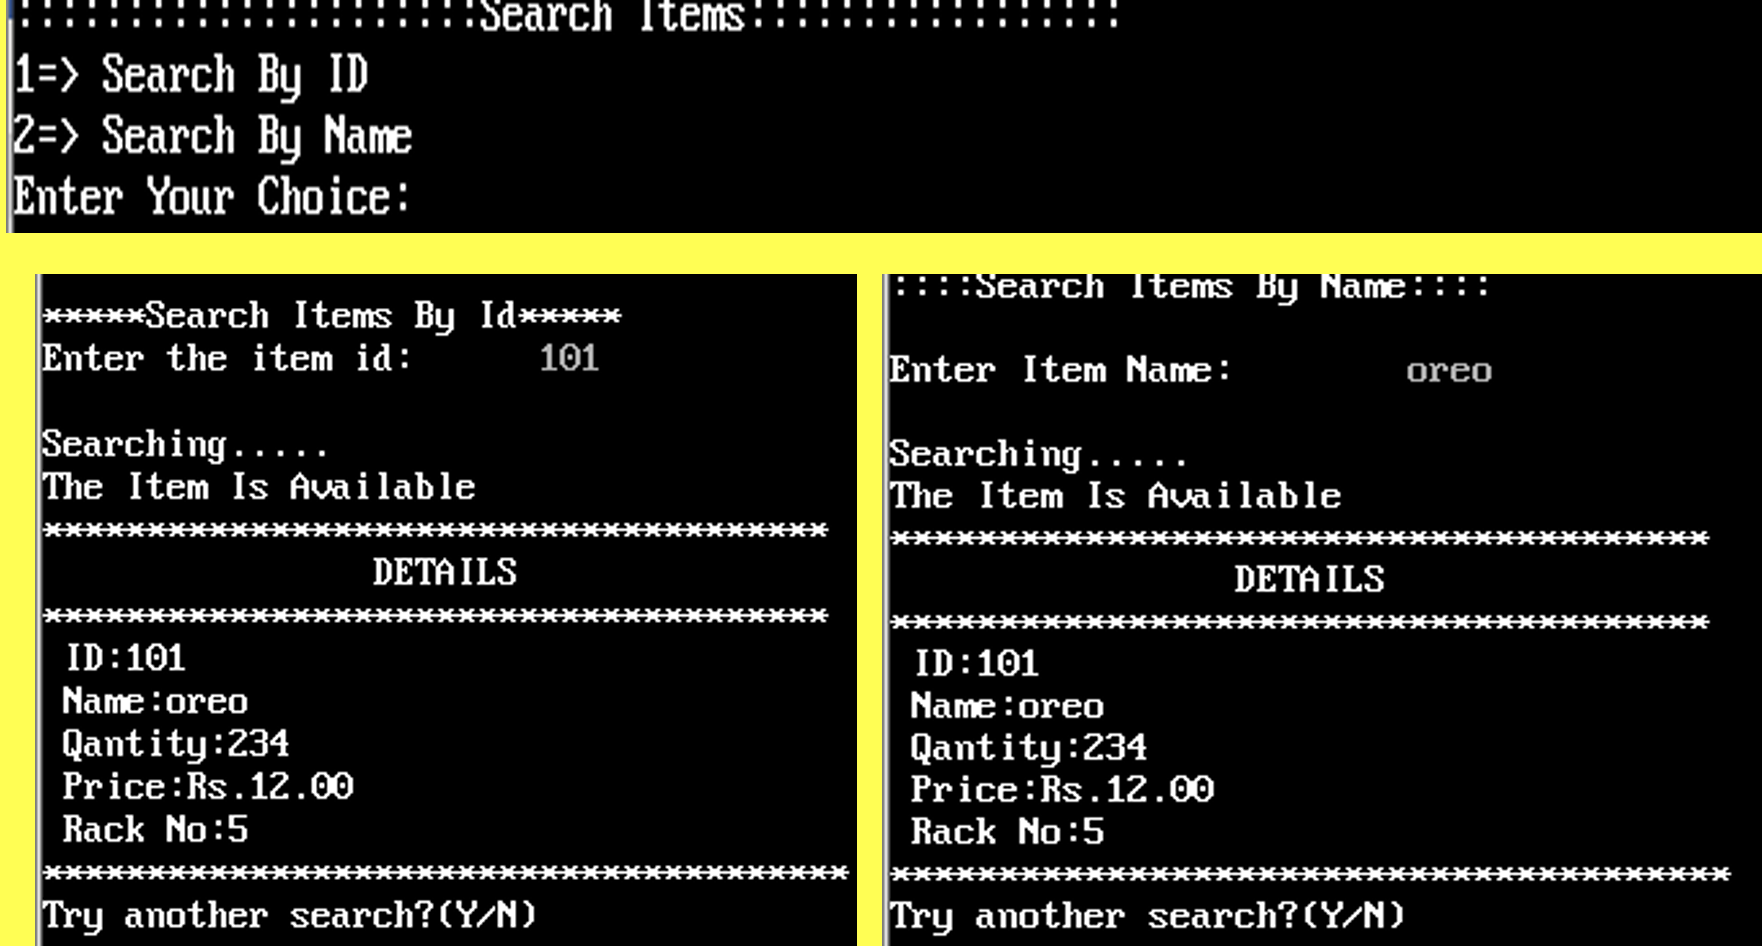 :::::::::::::::::::::Search Items:::::::::::::::::
1=> Search By ID
2=> Search By Name
Enter Your Choice:
*****Search Items By Id*****
Enter the item id: 101
Searching.....
The Item Is Available
**************************************
DETAILS
**************************************
ID:101
Name:oreo
Qantity:234
Price:Rs.12.00
Rack No:5
***************************************
Try another search?(Y/N)
::::Search Items By Name::::
Enter Item Name: oreo
Searching.....
The Item Is Available
**************************************
DETAILS
**************************************
ID:101
Name:oreo
Qantity:234
Price:Rs.12.00
Rack No:5
***************************************
Try another search?(Y/N)